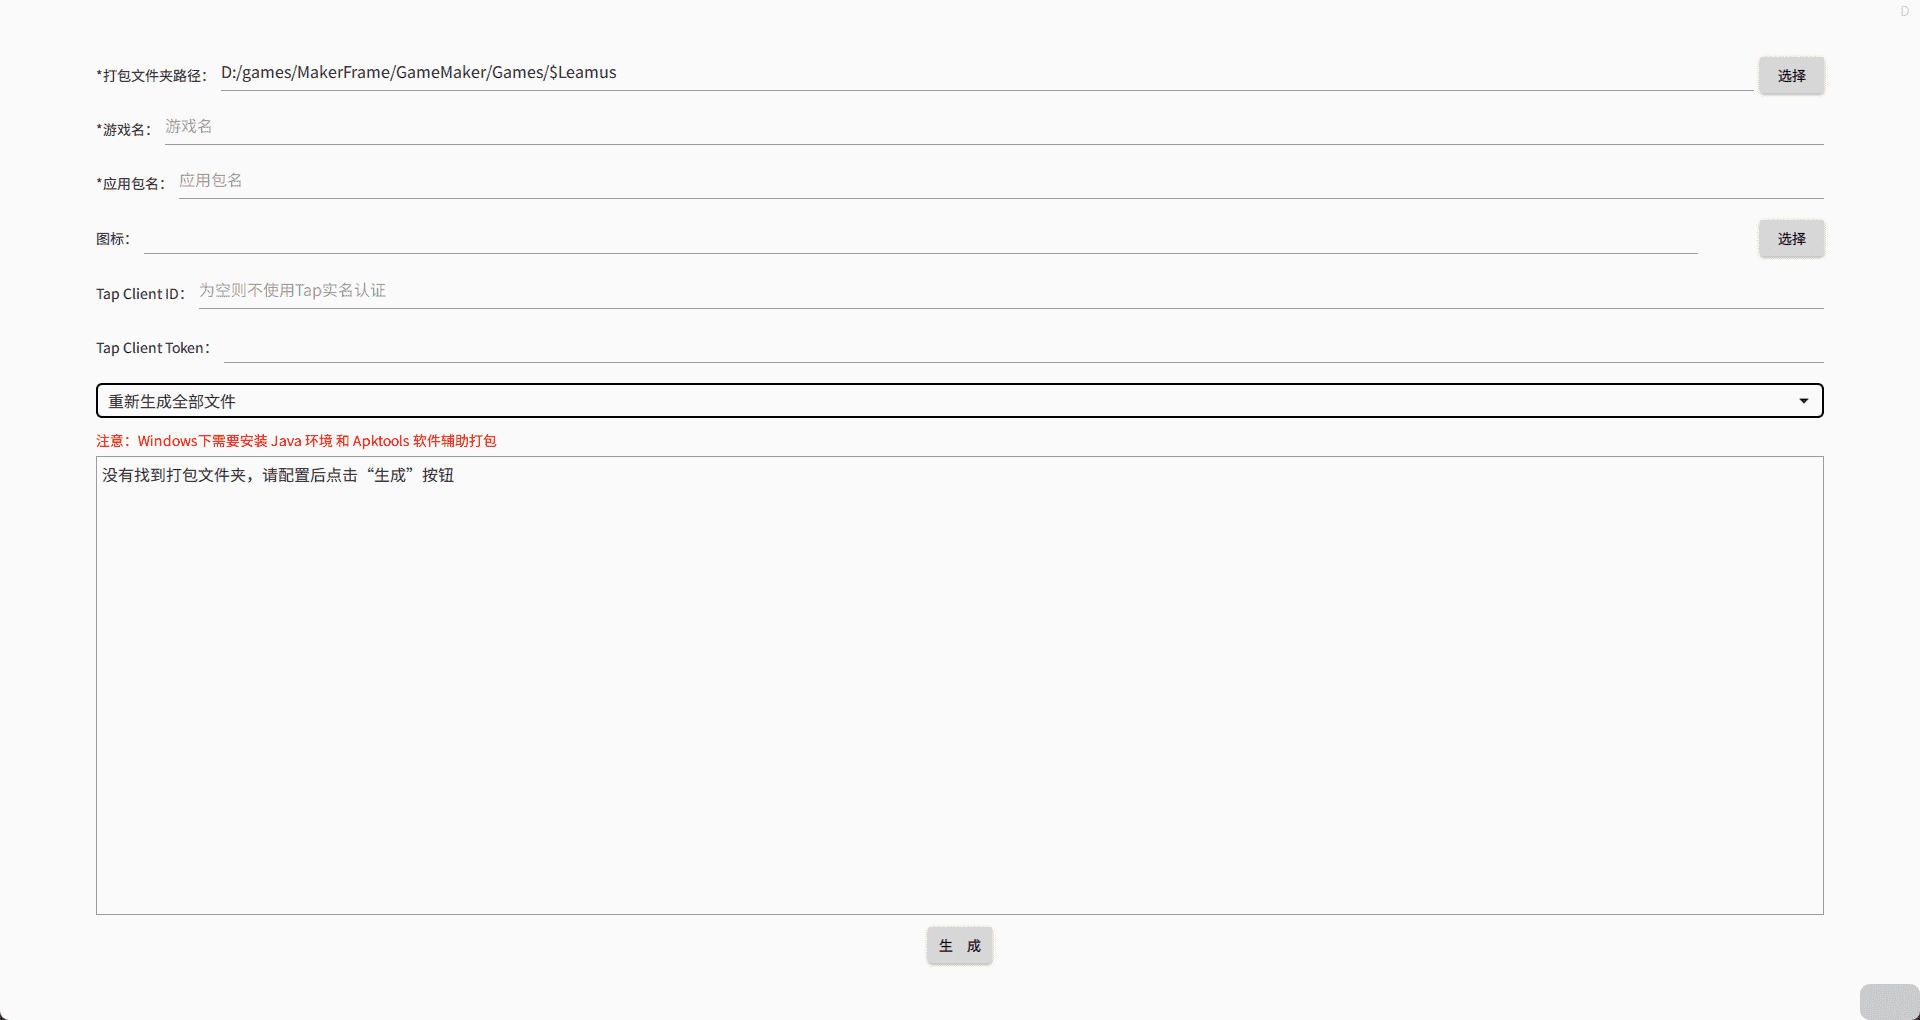 D
*打包文件夹路径： D:/games/MakerFrame/GameMaker/Games/$Leamus 选择
*游戏名： 游戏名
*应用包名： 应用包名
图标： 选择
Tap Client ID： 为空则不使用Tap实名认证
Tap Client Token：
重新生成全部文件
注意：Windows下需要安装 Java 环境 和 Apktools 软件辅助打包
没有找到打包文件夹，请配置后点击“生成”按钮
生 成